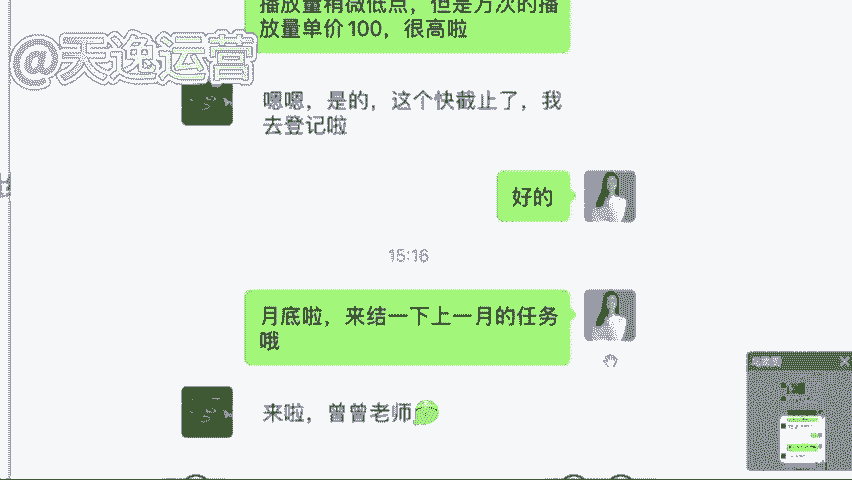 播放量稍微低点，但是万次的播
放量单价100，很高啦
@天逸运营
嗯嗯，是的，这个快截止了，我
去登记啦
好的
15:16
月底啦，来结一下上一月的任务
哦
来啦，曾曾老师